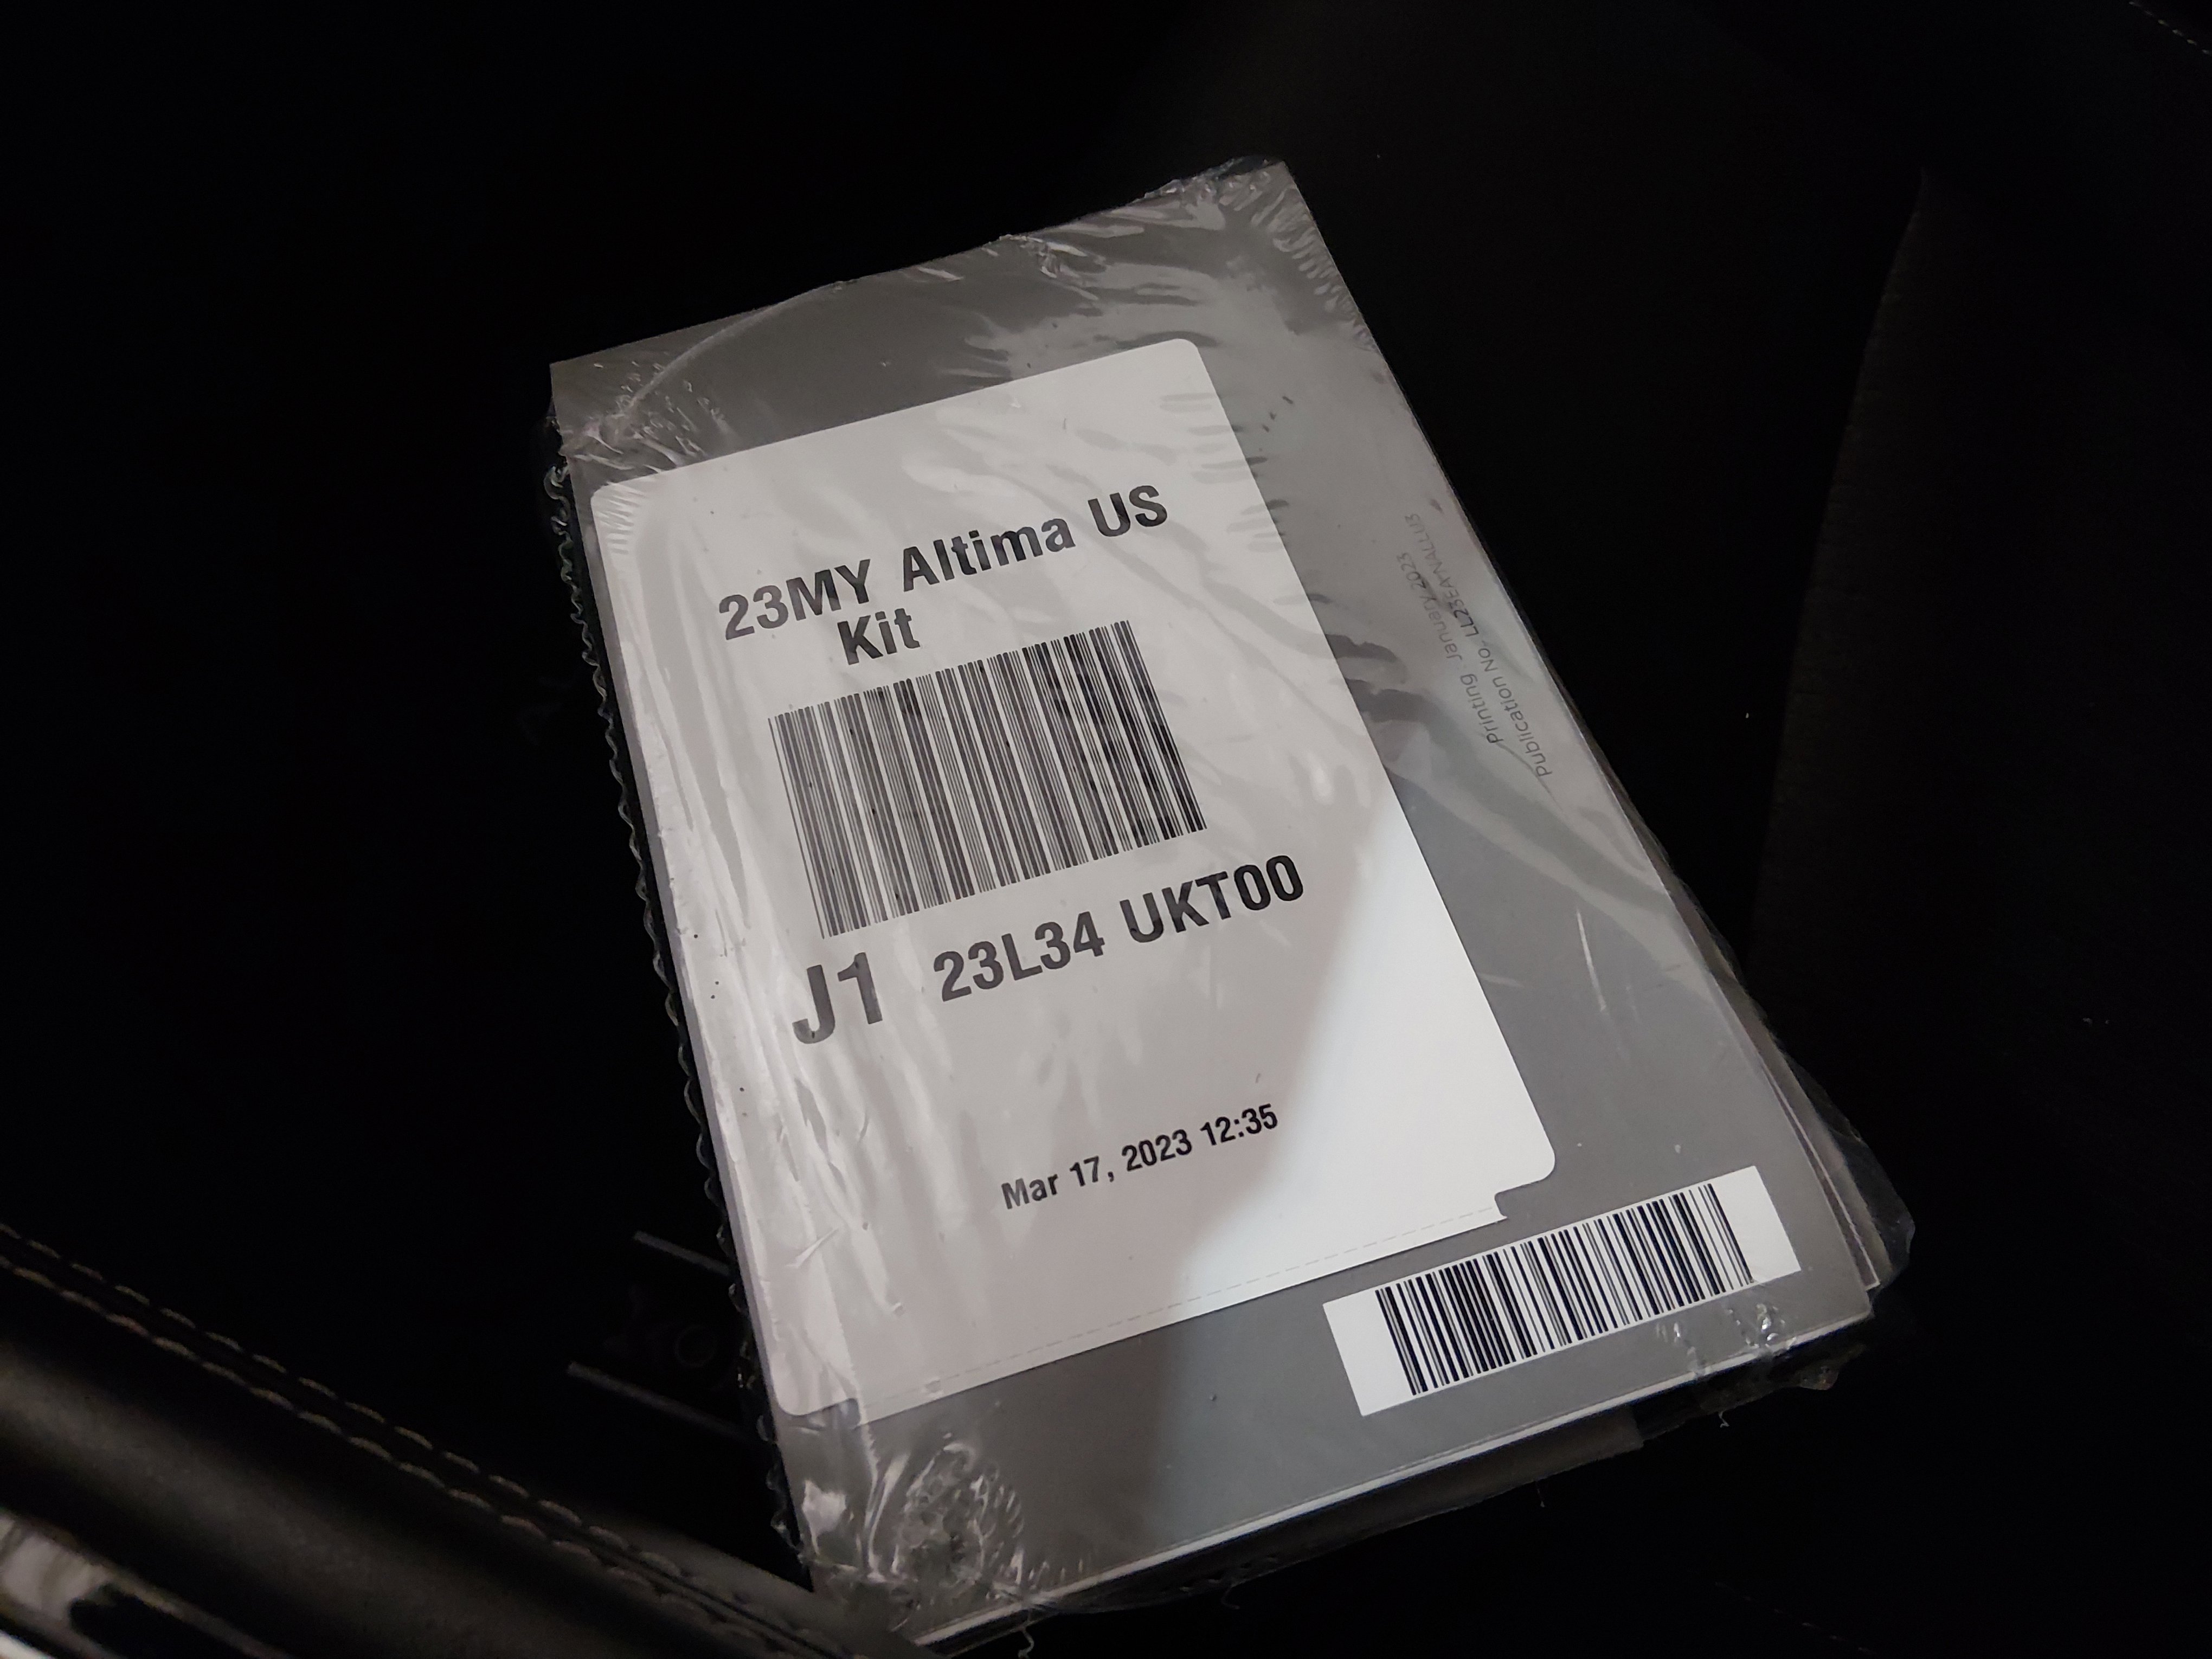 23MY Altima US
Kit
J1 23L34 UKT00
Mar 17, 2023 12:35
Printing : January 2023
Publication No.